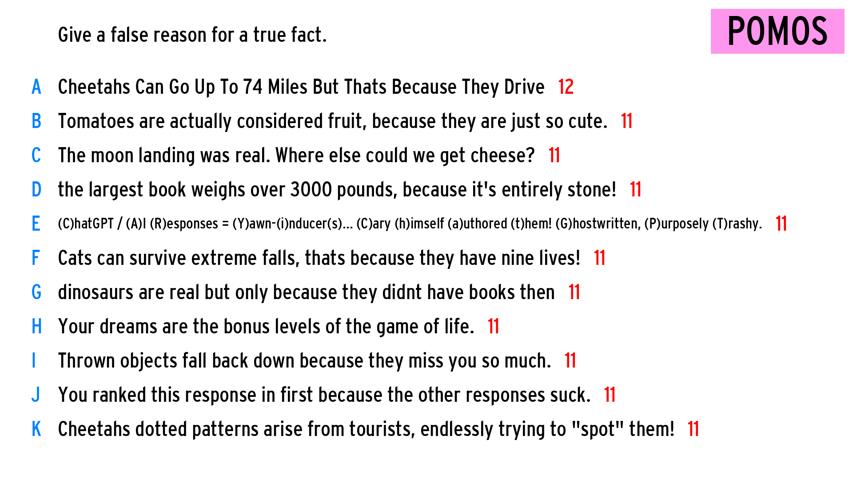 Give a false reason for a true fact.
POMOS
A Cheetahs Can Go Up To 74 Miles But Thats Because They Drive 12
B Tomatoes are actually considered fruit, because they are just so cute. 11
C The moon landing was real. Where else could we get cheese? 11
D the largest book weighs over 3000 pounds, because it's entirely stone! 11
E (C)hatGPT / (A)I (R)esponses = (Y)awn-(i)nducer(s)... (C)ary (h)imself (a)uthored (t)hem! (G)hostwritten, (P)urposely (T)rashy. 11
F Cats can survive extreme falls, thats because they have nine lives! 11
G dinosaurs are real but only because they didnt have books then 11
H Your dreams are the bonus levels of the game of life. 11
I Thrown objects fall back down because they miss you so much. 11
J You ranked this response in first because the other responses suck. 11
K Cheetahs dotted patterns arise from tourists, endlessly trying to "spot" them! 11